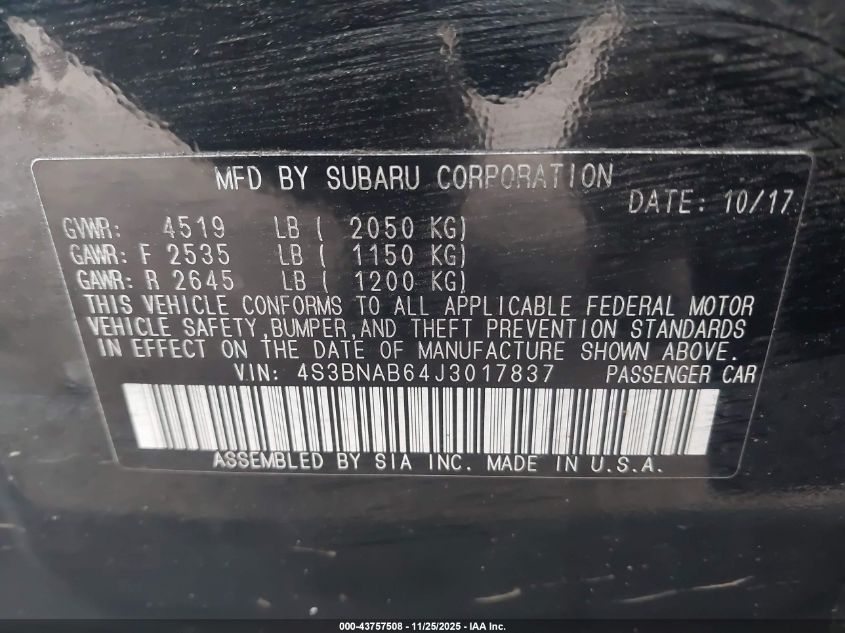 MFD BY SUBARU CORPORATION
DATE: 10/17
GVWR: 4519 LB ( 2050 KG)
GAWR: F 2535 LB ( 1150 KG)
GAWR: R 2645 LB ( 1200 KG)
THIS VEHICLE CONFORMS TO ALL APPLICABLE FEDERAL MOTOR
VEHICLE SAFETY,BUMPER,AND THEFT PREVENTION STANDARDS
IN EFFECT ON THE DATE OF MANUFACTURE SHOWN ABOVE.
VIN: 4S3BNAB64J3017837 PASSENGER CAR
ASSEMBLED BY SIA INC. MADE IN U.S.A.
000-43757508 - 11/25/2025 - IAA Inc.